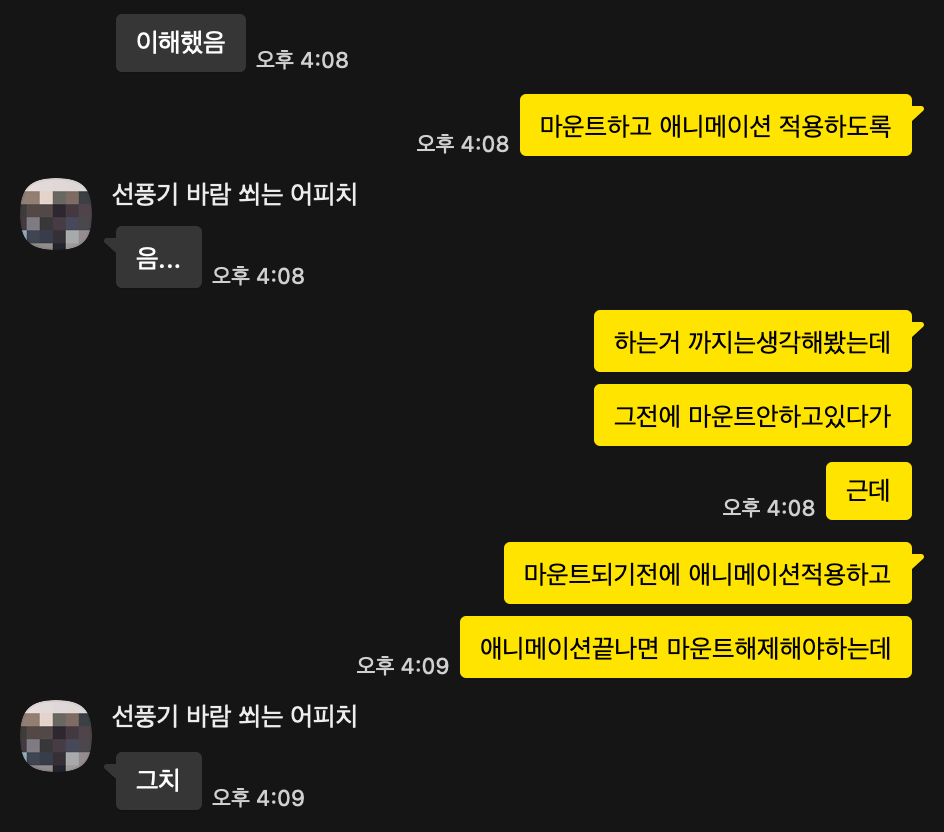 이해했음
오후 4:08
마운트하고 애니메이션 적용하도록
오후 4:08
선풍기 바람 쐬는 어피치
음...
오후 4:08
하는거 까지는생각해봤는데
그전에 마운트안하고있다가
근데
오후 4:08
마운트되기전에 애니메이션적용하고
애니메이션끝나면 마운트해제해야하는데
오후 4:09
선풍기 바람 쐬는 어피치
그치
오후 4:09